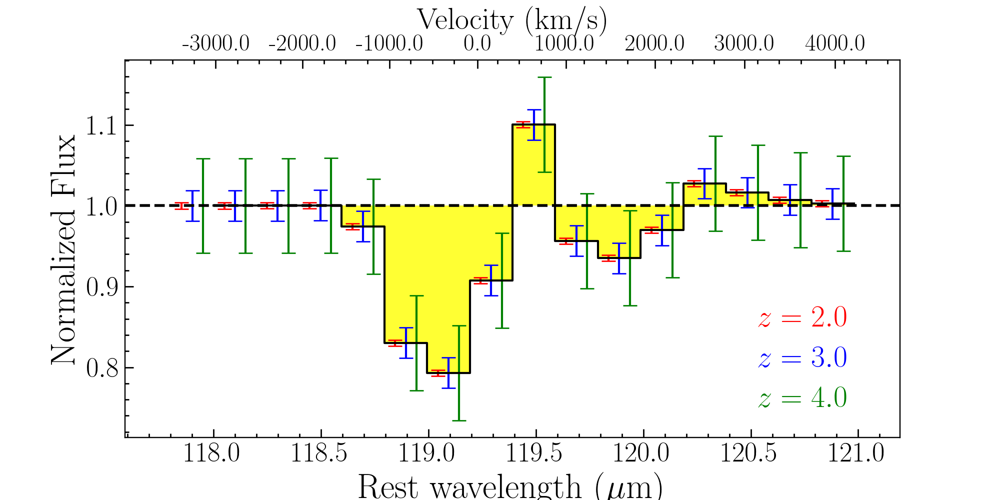 Velocity (km/s)
-3000.0 -2000.0 -1000.0 0.0 1000.0 2000.0 3000.0 4000.0
Normalized Flux
1.1
1.0
0.9
0.8
z = 2.0
z = 3.0
z = 4.0
118.0 118.5 119.0 119.5 120.0 120.5 121.0
Rest wavelength (μm)